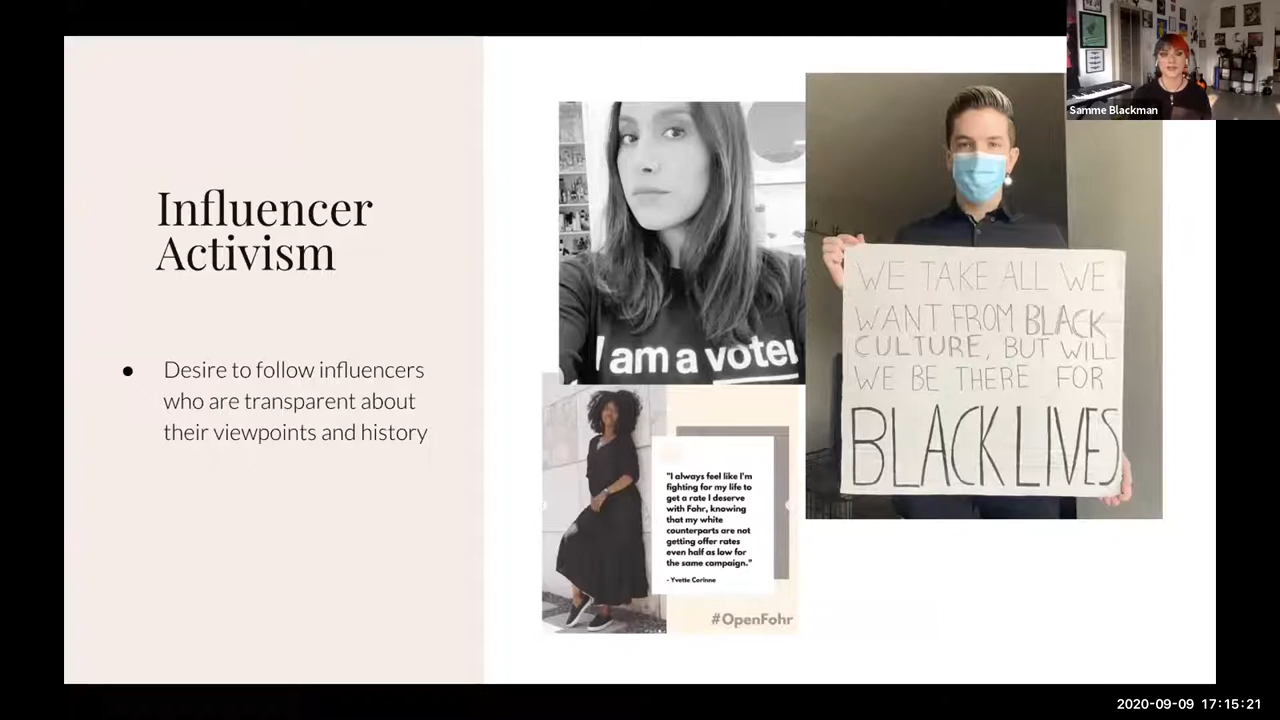 Influencer
Activism
● Desire to follow influencers
who are transparent about
their viewpoints and history
I am a voter
"I always feel like I'm
fighting for my life to
get a rate I deserve
with Fohr, knowing
that my white
counterparts are not
getting offer rates
even half as low for
the same campaign."
- Yvette Corinne
#OpenFohr
WE TAKE ALL WE
WANT FROM BLACK
CULTURE, BUT WILL
WE BE THERE FOR
BLACK LIVES
Samme Blackman
2020-09-09 17:15:21